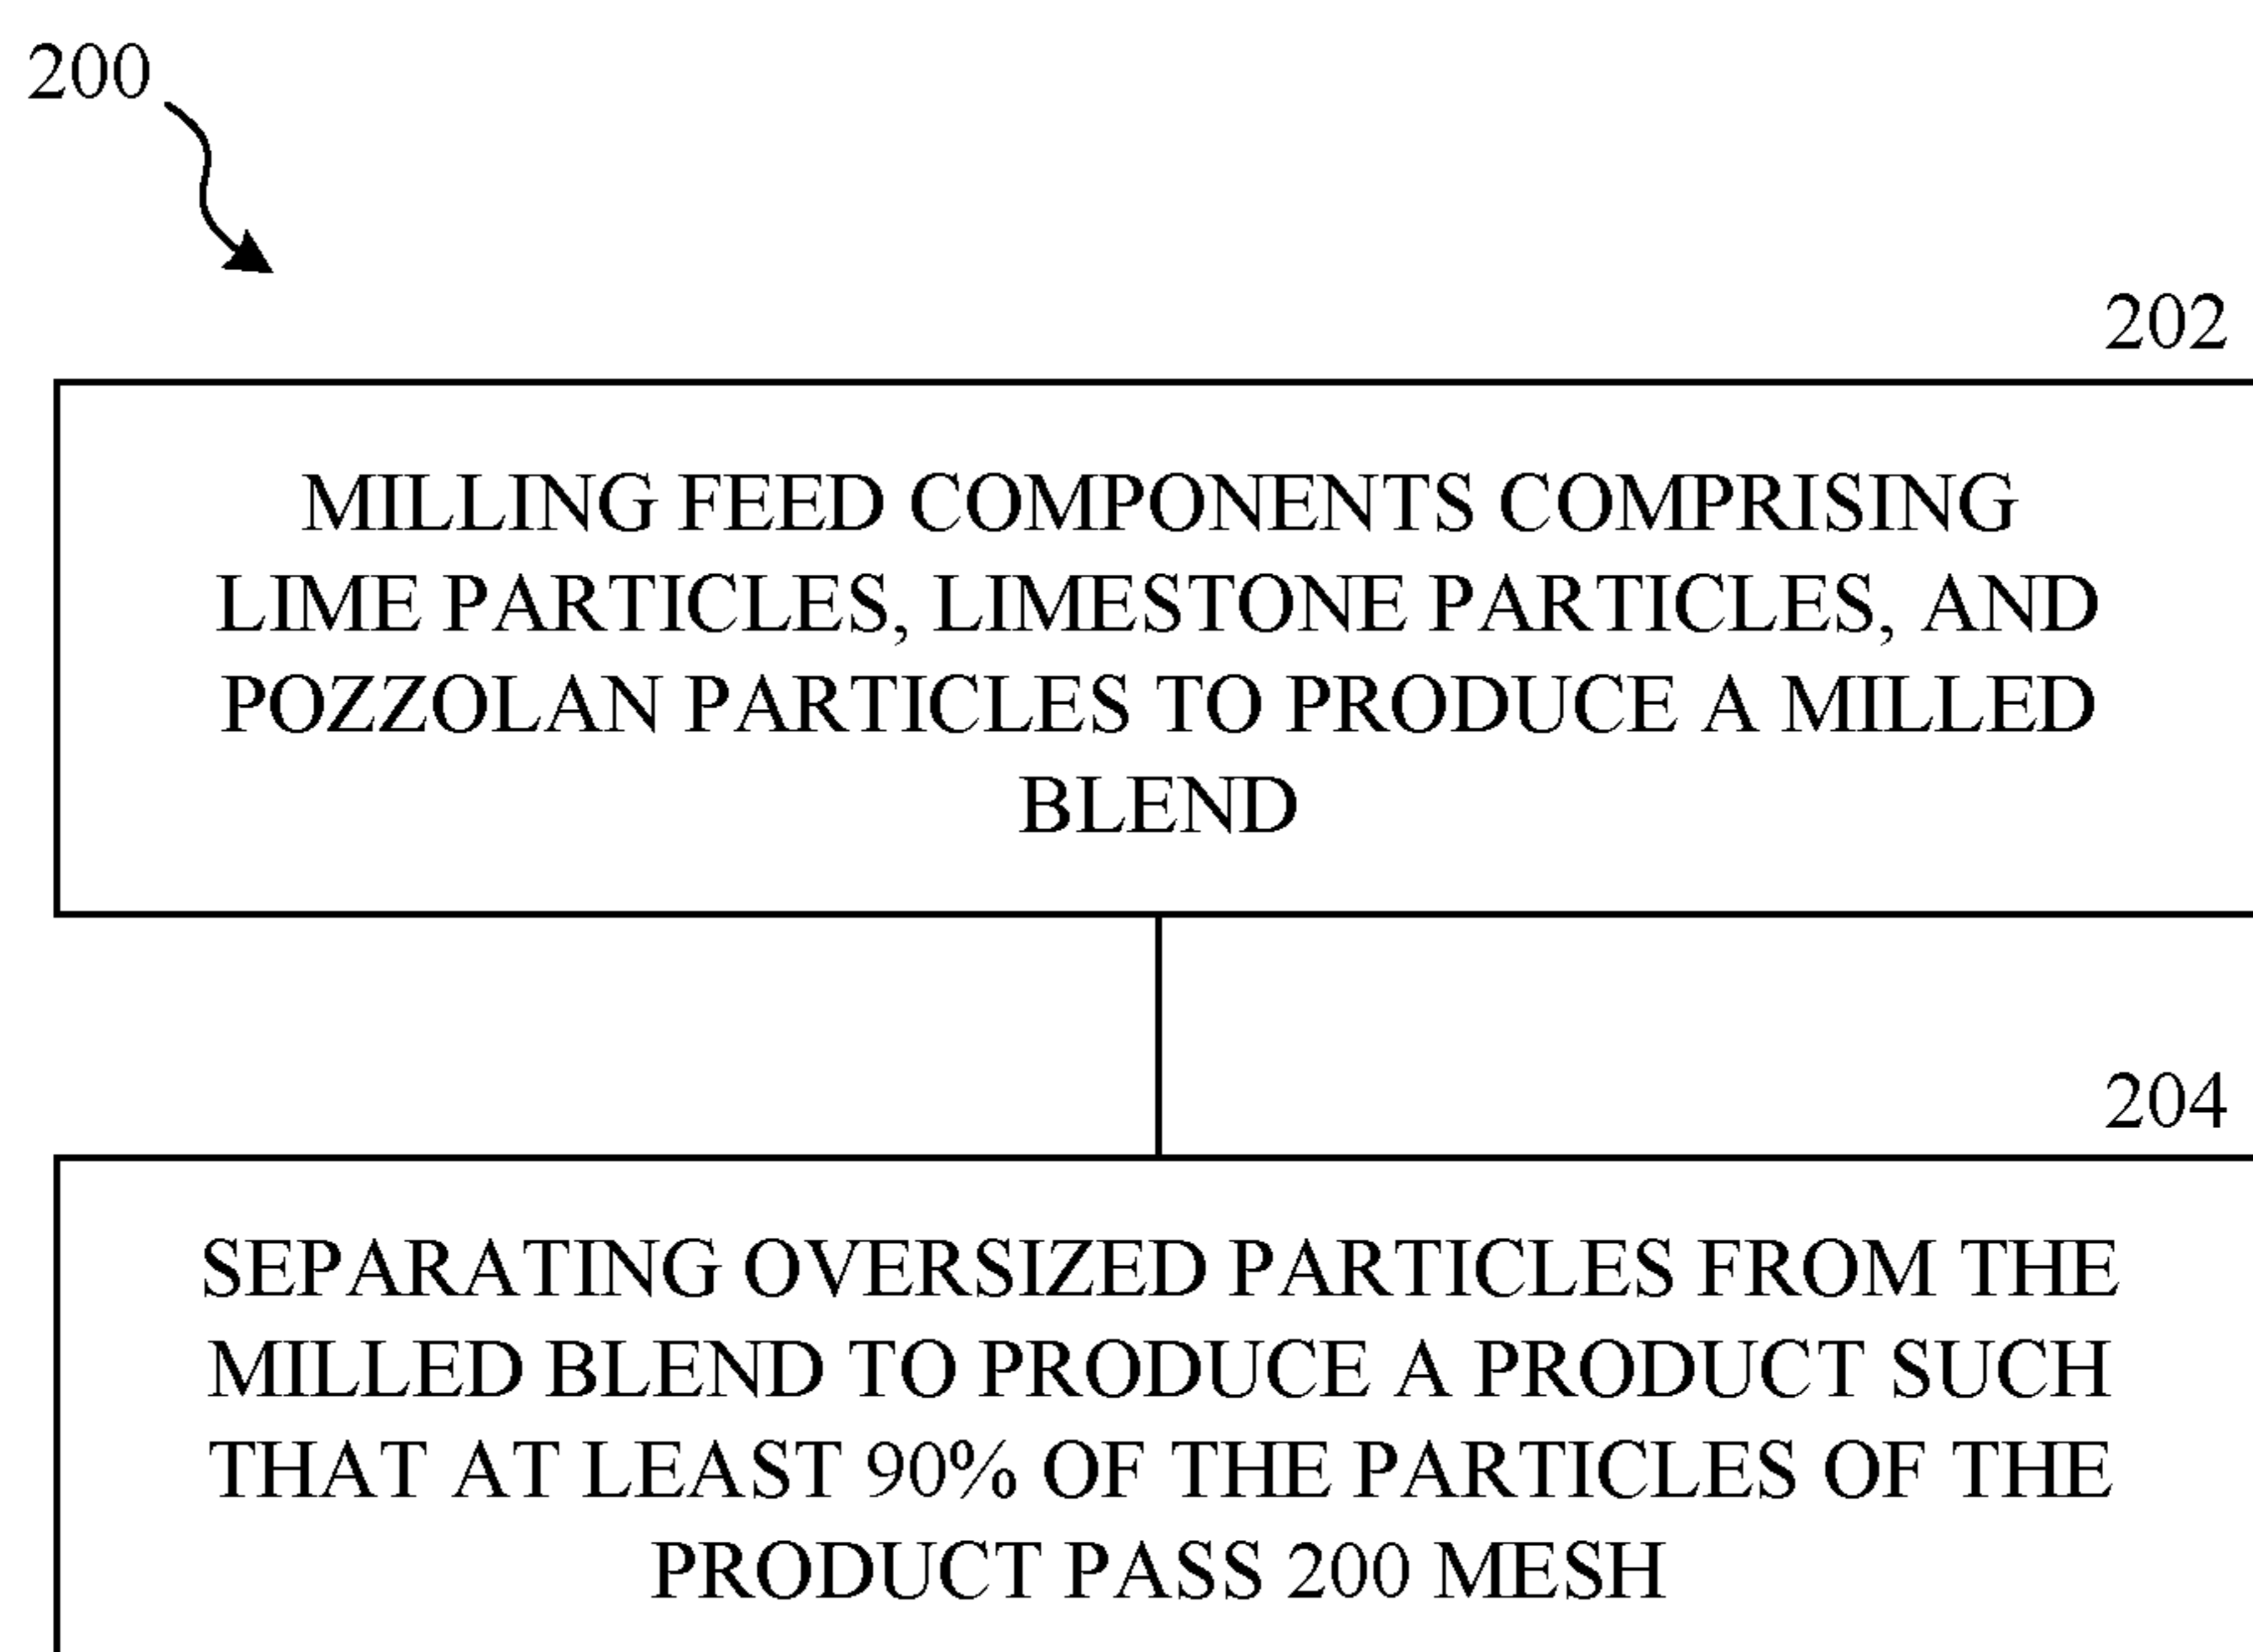 200
202
MILLING FEED COMPONENTS COMPRISING
LIME PARTICLES, LIMESTONE PARTICLES, AND
POZZOLAN PARTICLES TO PRODUCE A MILLED
BLEND
204
SEPARATING OVERSIZED PARTICLES FROM THE
MILLED BLEND TO PRODUCE A PRODUCT SUCH
THAT AT LEAST 90% OF THE PARTICLES OF THE
PRODUCT PASS 200 MESH